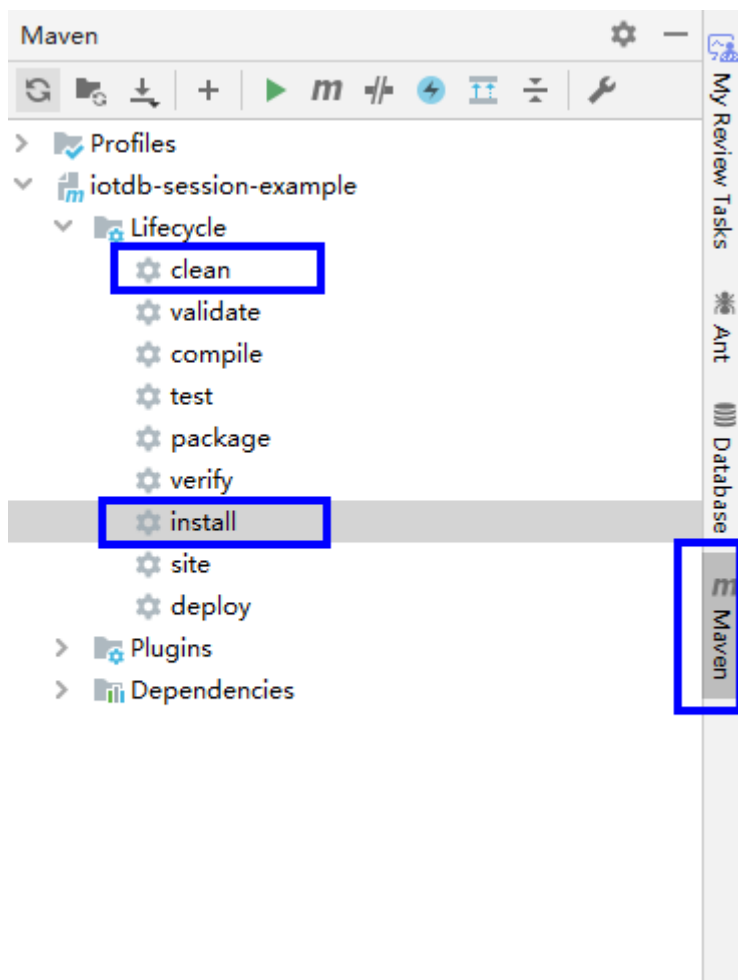 Maven
Profiles
iotdb-session-example
Lifecycle
clean
validate
compile
test
package
verify
install
site
deploy
Plugins
Dependencies
My Review Tasks
Ant
Database
Maven